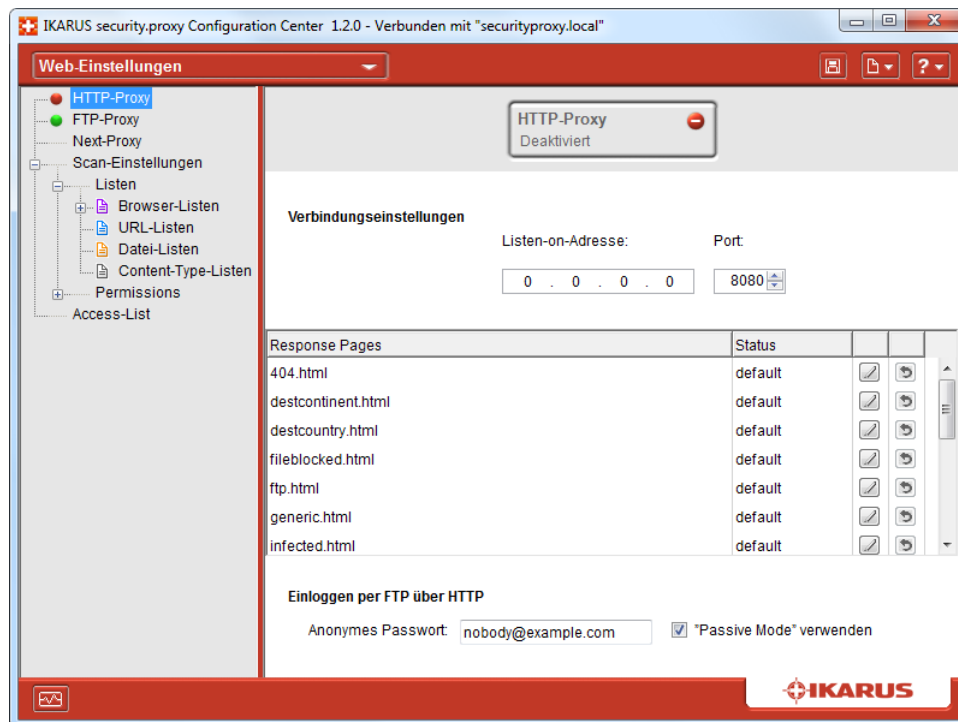 IKARUS security.proxy Configuration Center 1.2.0 - Verbunden mit "securityproxy.local"
Web-Einstellungen
HTTP-Proxy
FTP-Proxy
Next-Proxy
Scan-Einstellungen
Listen
Browser-Listen
URL-Listen
Datei-Listen
Content-Type-Listen
Permissions
Access-List
HTTP-Proxy
Deaktiviert
Verbindungseinstellungen
Listen-on-Adresse: Port:
0 . 0 . 0 . 0 8080
Response Pages Status
404.html default
destcontinent.html default
destcountry.html default
fileblocked.html default
ftp.html default
generic.html default
infected.html default
Einloggen per FTP über HTTP
Anonymes Passwort: nobody@example.com "Passive Mode" verwenden
IKARUS